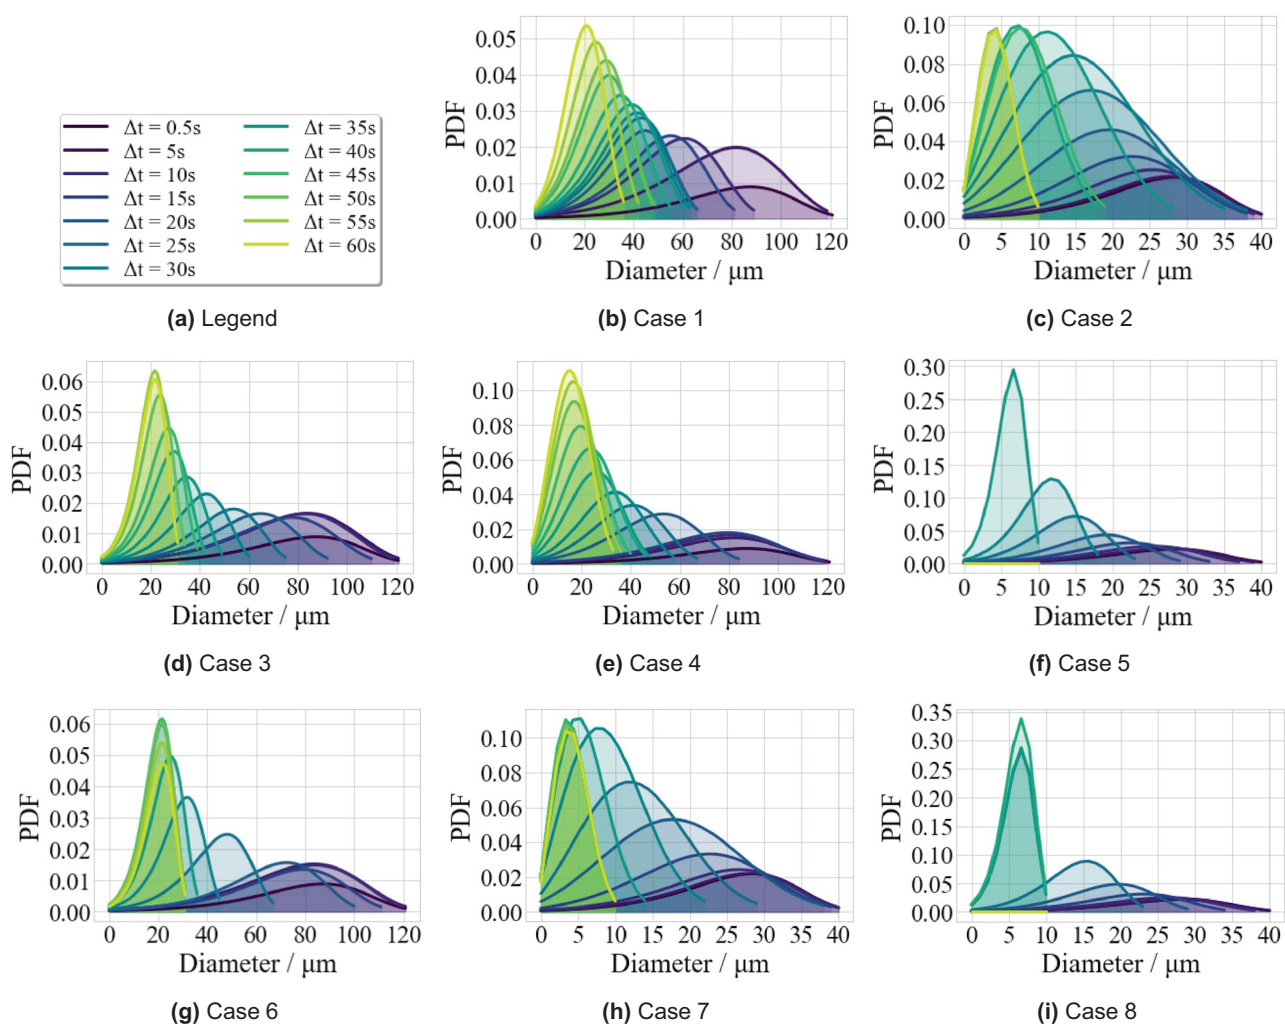 Δt = 0.5s
Δt = 5s
Δt = 10s
Δt = 15s
Δt = 20s
Δt = 25s
Δt = 30s
Δt = 35s
Δt = 40s
Δt = 45s
Δt = 50s
Δt = 55s
Δt = 60s
(a) Legend
PDF
0.05
0.04
0.03
0.02
0.01
0.00
0 20 40 60 80 100 120
Diameter / μm
(b) Case 1
PDF
0.10
0.08
0.06
0.04
0.02
0.00
0 5 10 15 20 25 30 35 40
Diameter / μm
(c) Case 2
PDF
0.06
0.05
0.04
0.03
0.02
0.01
0.00
0 20 40 60 80 100 120
Diameter / μm
(d) Case 3
PDF
0.10
0.08
0.06
0.04
0.02
0.00
0 20 40 60 80 100 120
Diameter / μm
(e) Case 4
PDF
0.30
0.25
0.20
0.15
0.10
0.05
0.00
0 5 10 15 20 25 30 35 40
Diameter / μm
(f) Case 5
PDF
0.06
0.05
0.04
0.03
0.02
0.01
0.00
0 20 40 60 80 100 120
Diameter / μm
(g) Case 6
PDF
0.10
0.08
0.06
0.04
0.02
0.00
0 5 10 15 20 25 30 35 40
Diameter / μm
(h) Case 7
PDF
0.35
0.30
0.25
0.20
0.15
0.10
0.05
0.00
0 5 10 15 20 25 30 35 40
Diameter / μm
(i) Case 8